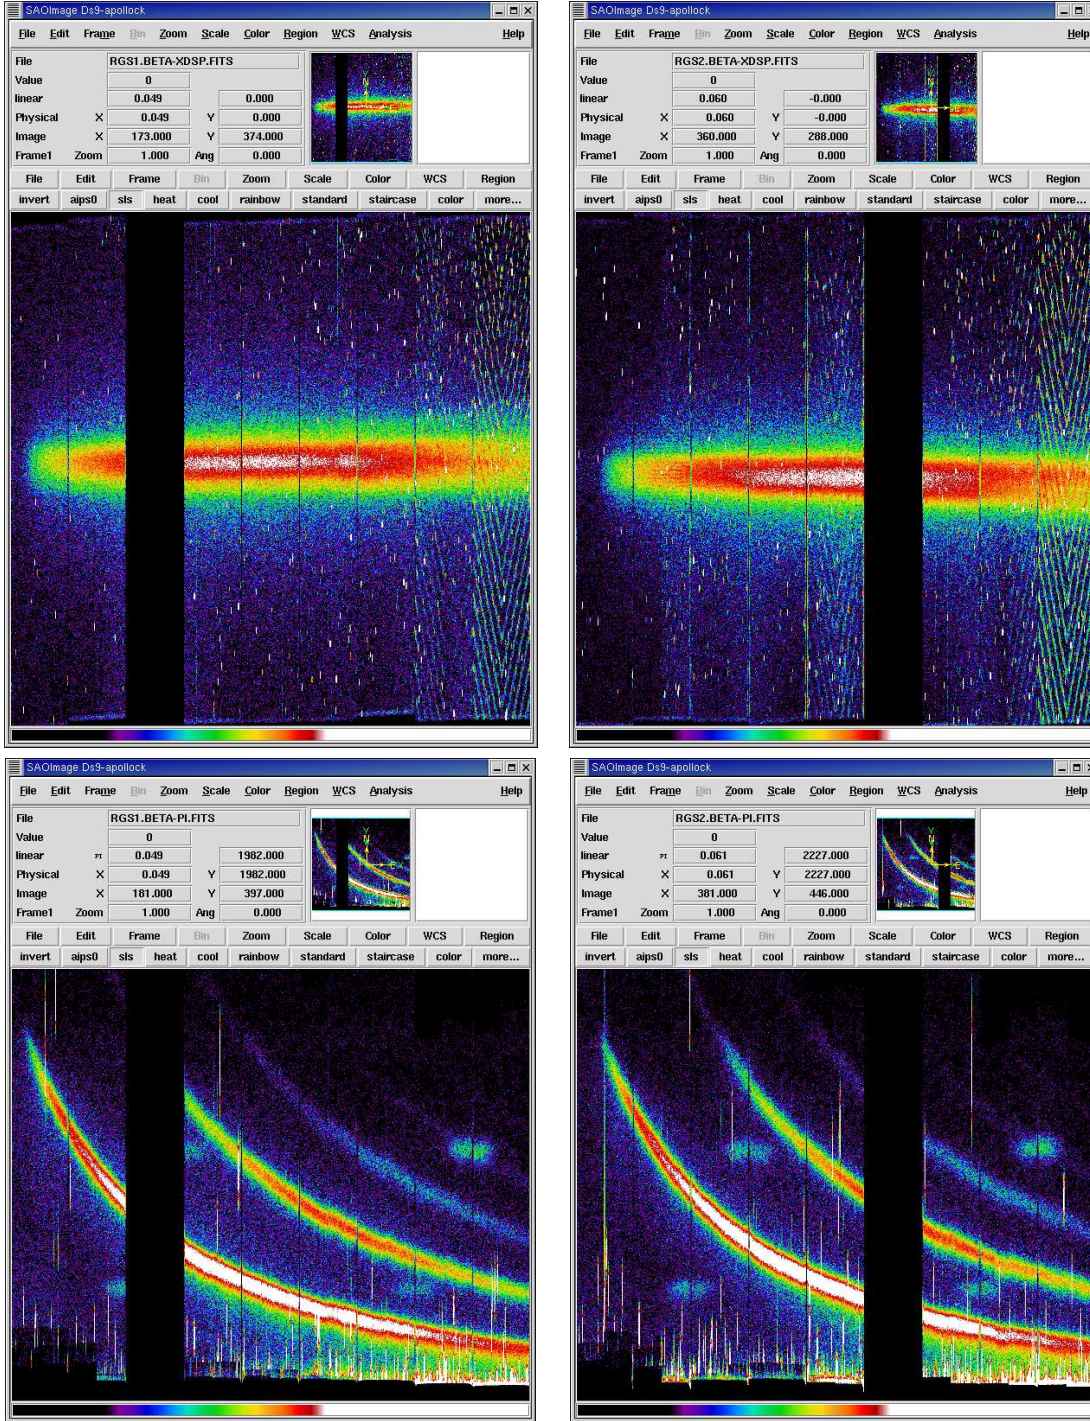 SAOImage Ds9-apollock
File Edit Frame Bin Zoom Scale Color Region WCS Analysis Help
File RGS1.BETA-XDSP.FITS
Value 0
linear 0.049 0.000
Physical X 0.049 Y 0.000
Image X 173.000 Y 374.000
Frame1 Zoom 1.000 Ang 0.000
File Edit Frame Bin Zoom Scale Color WCS Region
invert aips0 sls heat cool rainbow standard staircase color more...
SAOImage Ds9-apollock
File Edit Frame Bin Zoom Scale Color Region WCS Analysis Help
File RGS2.BETA-XDSP.FITS
Value 0
linear 0.060 -0.000
Physical X 0.060 Y -0.000
Image X 360.000 Y 288.000
Frame1 Zoom 1.000 Ang 0.000
File Edit Frame Bin Zoom Scale Color WCS Region
invert aips0 sls heat cool rainbow standard staircase color more...
SAOImage Ds9-apollock
File Edit Frame Bin Zoom Scale Color Region WCS Analysis Help
File RGS1.BETA-PI.FITS
Value 0
linear PI 0.049 1982.000
Physical X 0.049 Y 1982.000
Image X 181.000 Y 397.000
Frame1 Zoom 1.000 Ang 0.000
File Edit Frame Bin Zoom Scale Color WCS Region
invert aips0 sls heat cool rainbow standard staircase color more...
SAOImage Ds9-apollock
File Edit Frame Bin Zoom Scale Color Region WCS Analysis Help
File RGS2.BETA-PI.FITS
Value 0
linear PI 0.061 2227.000
Physical X 0.061 Y 2227.000
Image X 381.000 Y 446.000
Frame1 Zoom 1.000 Ang 0.000
File Edit Frame Bin Zoom Scale Color WCS Region
invert aips0 sls heat cool rainbow standard staircase color more...